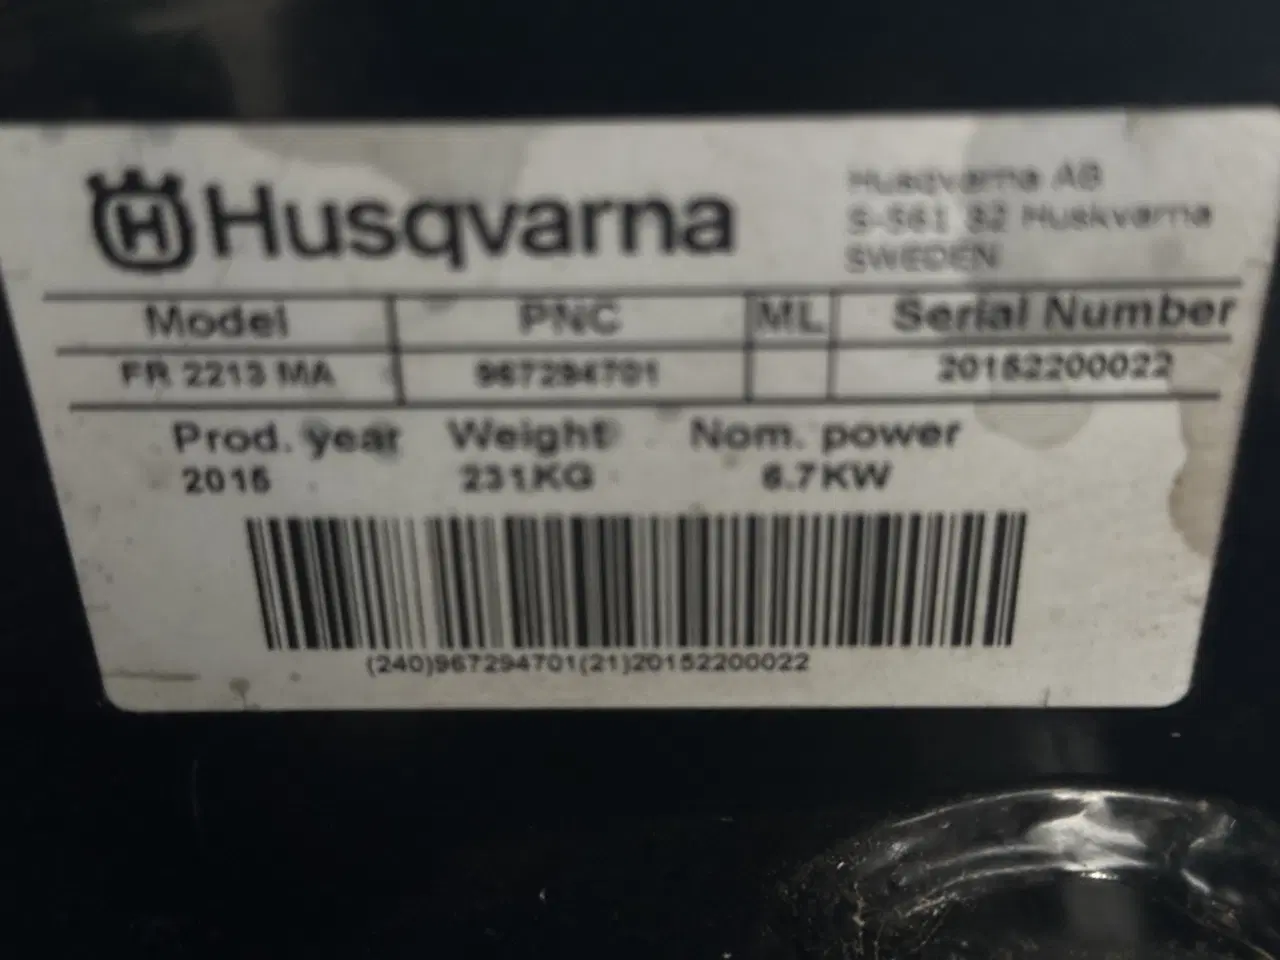 Husqvarna
Husqvarna AB
S-561 82 Huskvarna
SWEDEN
Model PNC ML Serial Number
FR 2213 MA 967294701 20152200022
Prod. year Weight Nom. power
2015 231KG 6.7KW
(240)967294701(21)20152200022